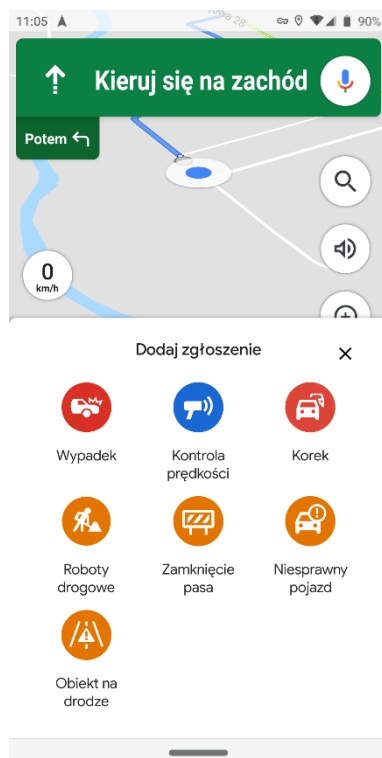 11:05
90%
28
Kieruj się na zachód
Potem
0
km/h
Dodaj zgłoszenie
Wypadek
Kontrola
prędkości
Korek
Roboty
drogowe
Zamknięcie
pasa
Niesprawny
pojazd
Obiekt na
drodze